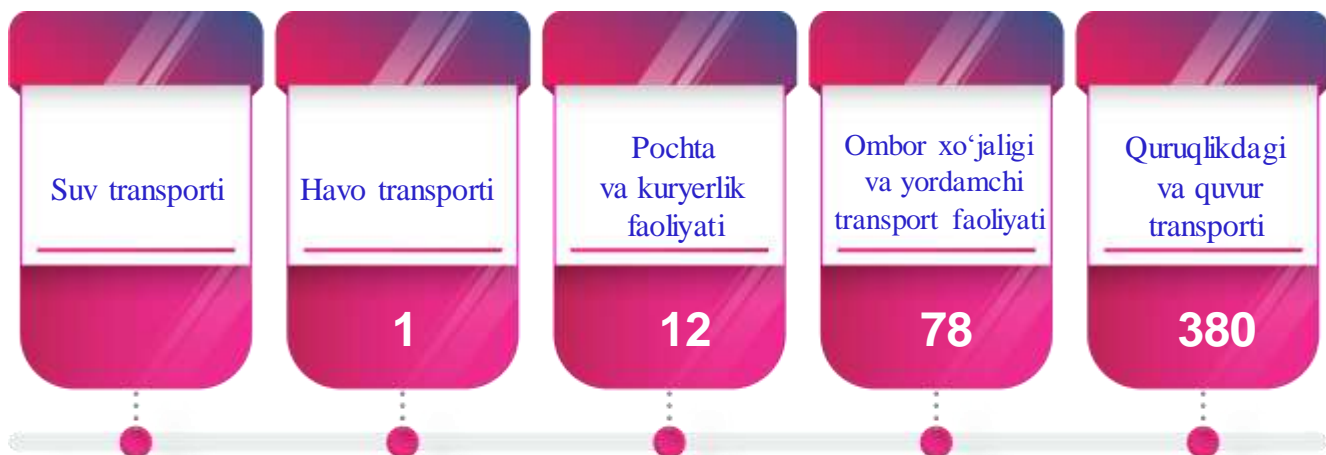 Suv transporti
Havo transporti
1
Pochta
va kuryerlik
faoliyati
12
Ombor xo‘jaligi
va yordamchi
transport faoliyati
78
Quruqlikdagi
va quvur
transporti
380